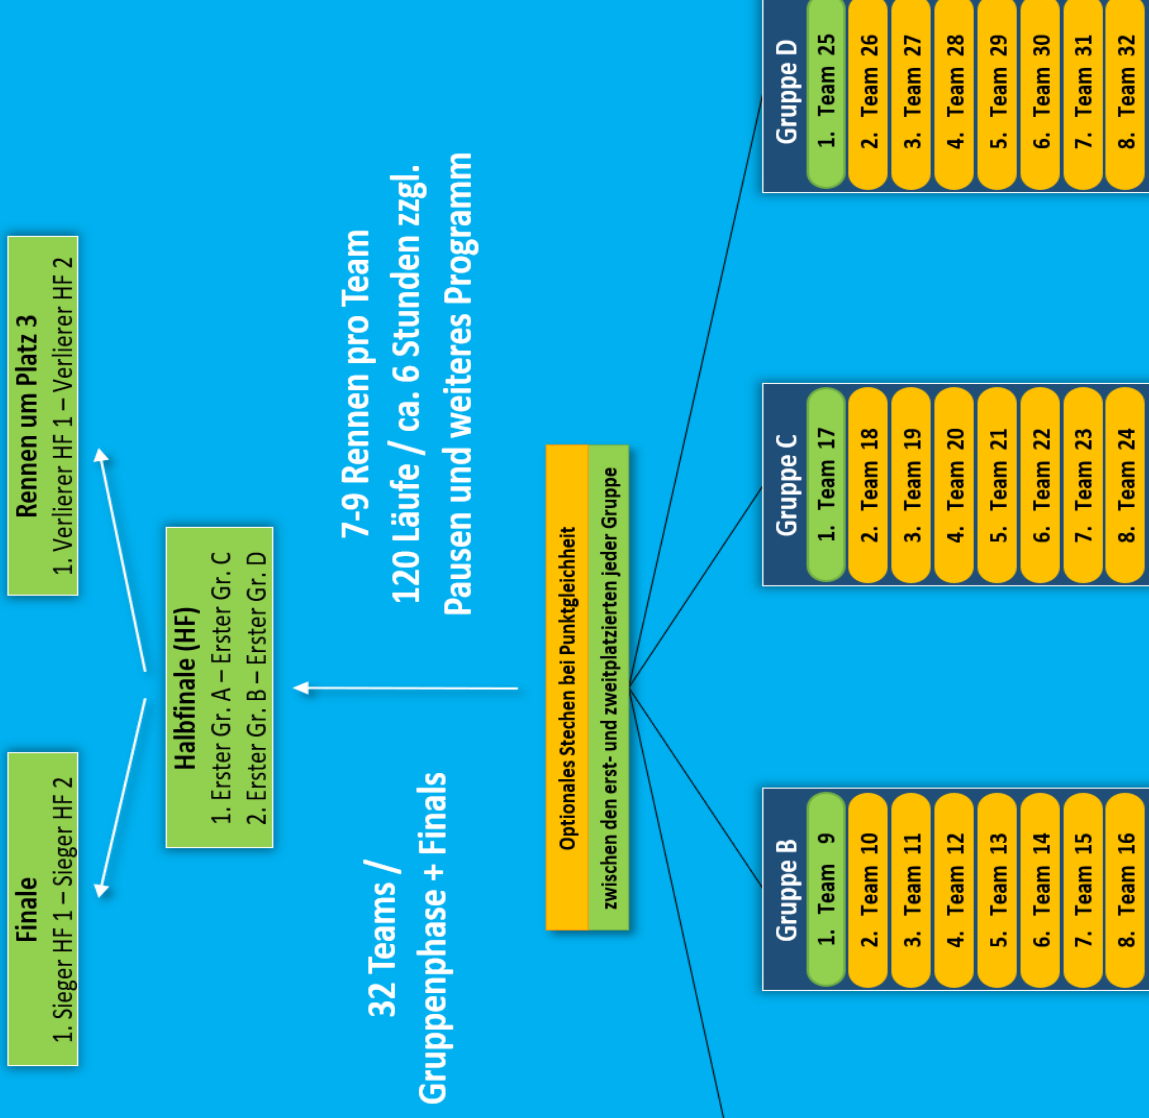 Finale
1. Sieger HF 1 – Sieger HF 2
Rennen um Platz 3
1. Verlierer HF 1 – Verlierer HF 2
Halbfinale (HF)
1. Erster Gr. A – Erster Gr. C
2. Erster Gr. B – Erster Gr. D
32 Teams /
Gruppenphase + Finals
7-9 Rennen pro Team
120 Läufe / ca. 6 Stunden zzgl.
Pausen und weiteres Programm
Optionales Stechen bei Punktgleichheit
zwischen den erst- und zweitplatzierten jeder Gruppe
Gruppe B
1. Team 9
2. Team 10
3. Team 11
4. Team 12
5. Team 13
6. Team 14
7. Team 15
8. Team 16
Gruppe C
1. Team 17
2. Team 18
3. Team 19
4. Team 20
5. Team 21
6. Team 22
7. Team 23
8. Team 24
Gruppe D
1. Team 25
2. Team 26
3. Team 27
4. Team 28
5. Team 29
6. Team 30
7. Team 31
8. Team 32